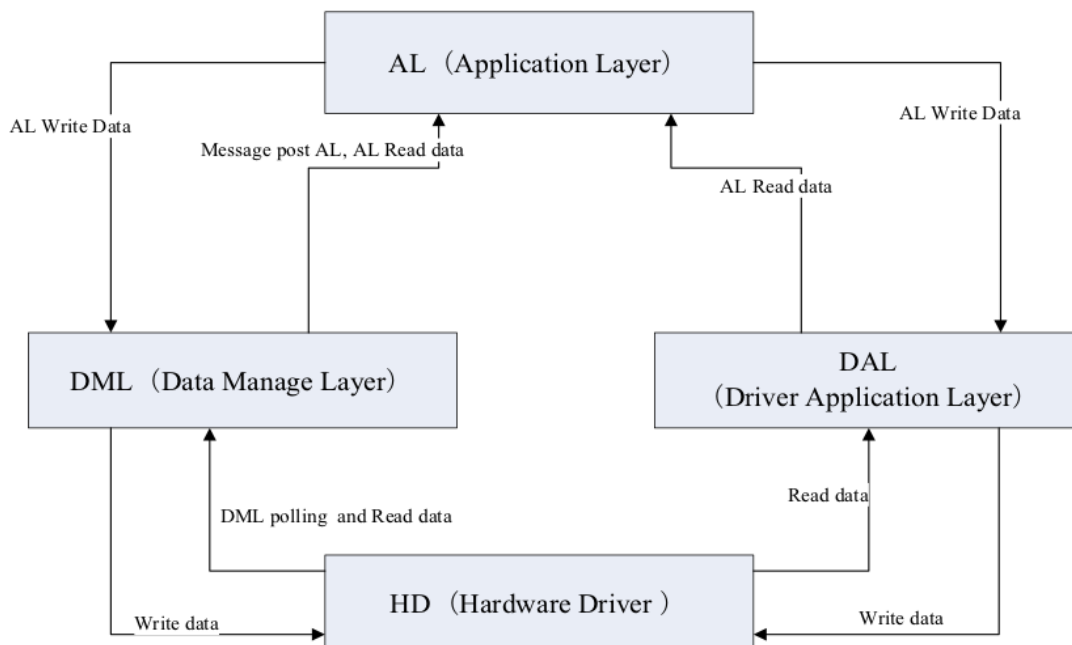 AL（Application Layer）
AL Write Data
AL Write Data
Message post AL, AL Read data
AL Read data
DML（Data Manage Layer）
DAL
（Driver Application Layer）
Read data
DML polling and Read data
HD（Hardware Driver ）
Write data
Write data